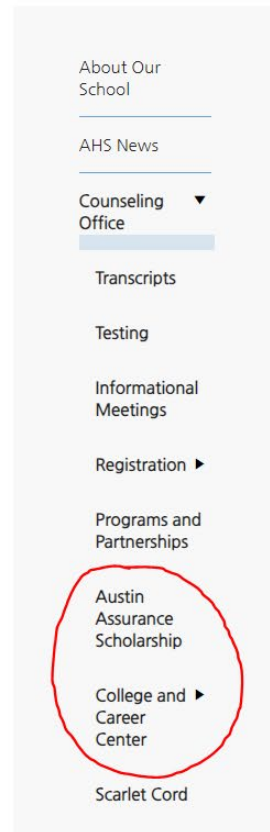 About Our
School
AHS News
Counseling ▼
Office
Transcripts
Testing
Informational
Meetings
Registration ▶
Programs and
Partnerships
Austin
Assurance
Scholarship
College and ▶
Career
Center
Scarlet Cord